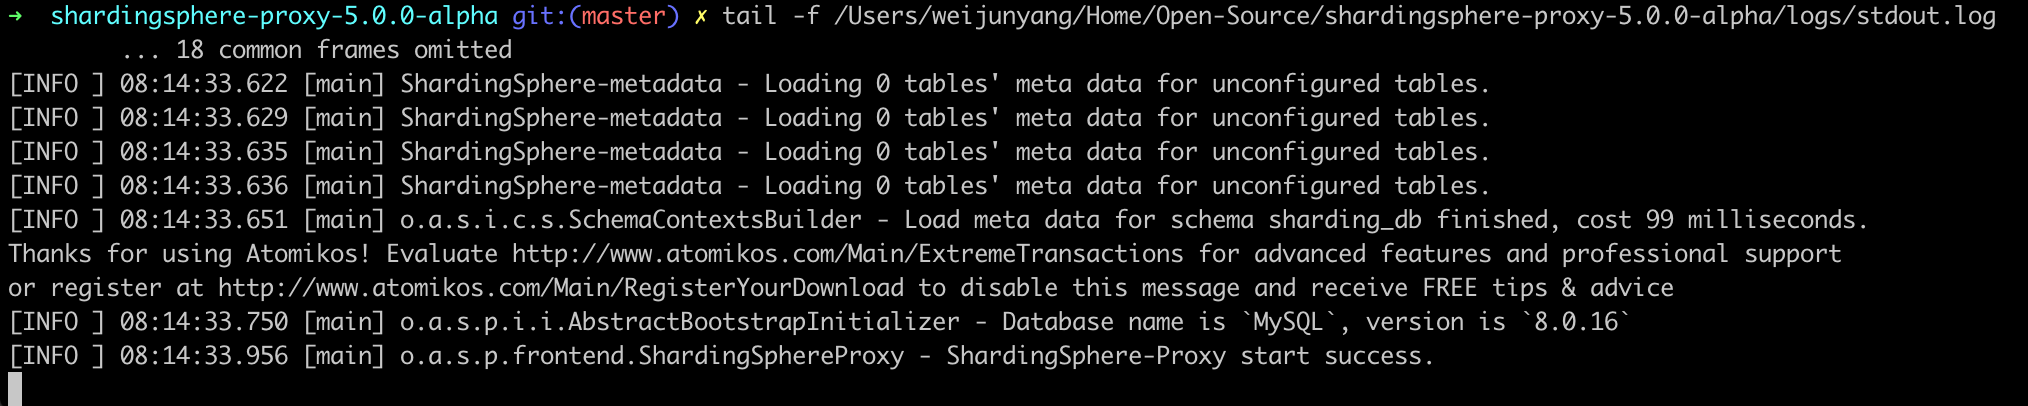 ➜  shardingsphere-proxy-5.0.0-alpha git:(master) ✗ tail -f /Users/weijunyang/Home/Open-Source/shardingsphere-proxy-5.0.0-alpha/logs/stdout.log
... 18 common frames omitted
[INFO ] 08:14:33.622 [main] ShardingSphere-metadata - Loading 0 tables' meta data for unconfigured tables.
[INFO ] 08:14:33.629 [main] ShardingSphere-metadata - Loading 0 tables' meta data for unconfigured tables.
[INFO ] 08:14:33.635 [main] ShardingSphere-metadata - Loading 0 tables' meta data for unconfigured tables.
[INFO ] 08:14:33.636 [main] ShardingSphere-metadata - Loading 0 tables' meta data for unconfigured tables.
[INFO ] 08:14:33.651 [main] o.a.s.i.c.s.SchemaContextsBuilder - Load meta data for schema sharding_db finished, cost 99 milliseconds.
Thanks for using Atomikos! Evaluate http://www.atomikos.com/Main/ExtremeTransactions for advanced features and professional support
or register at http://www.atomikos.com/Main/RegisterYourDownload to disable this message and receive FREE tips & advice
[INFO ] 08:14:33.750 [main] o.a.s.p.i.i.AbstractBootstrapInitializer - Database name is `MySQL`, version is `8.0.16`
[INFO ] 08:14:33.956 [main] o.a.s.p.frontend.ShardingSphereProxy - ShardingSphere-Proxy start success.